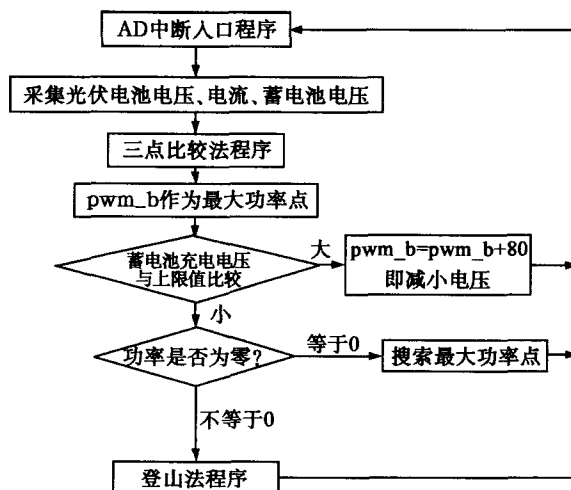 AD中断入口程序
采集光伏电池电压、电流、蓄电池电压
三点比较法程序
pwm_b作为最大功率点
蓄电池充电电压
与上限值比较
大
pwm_b=pwm_b+80
即减小电压
小
功率是否为零?
等于0
搜索最大功率点
不等于0
登山法程序